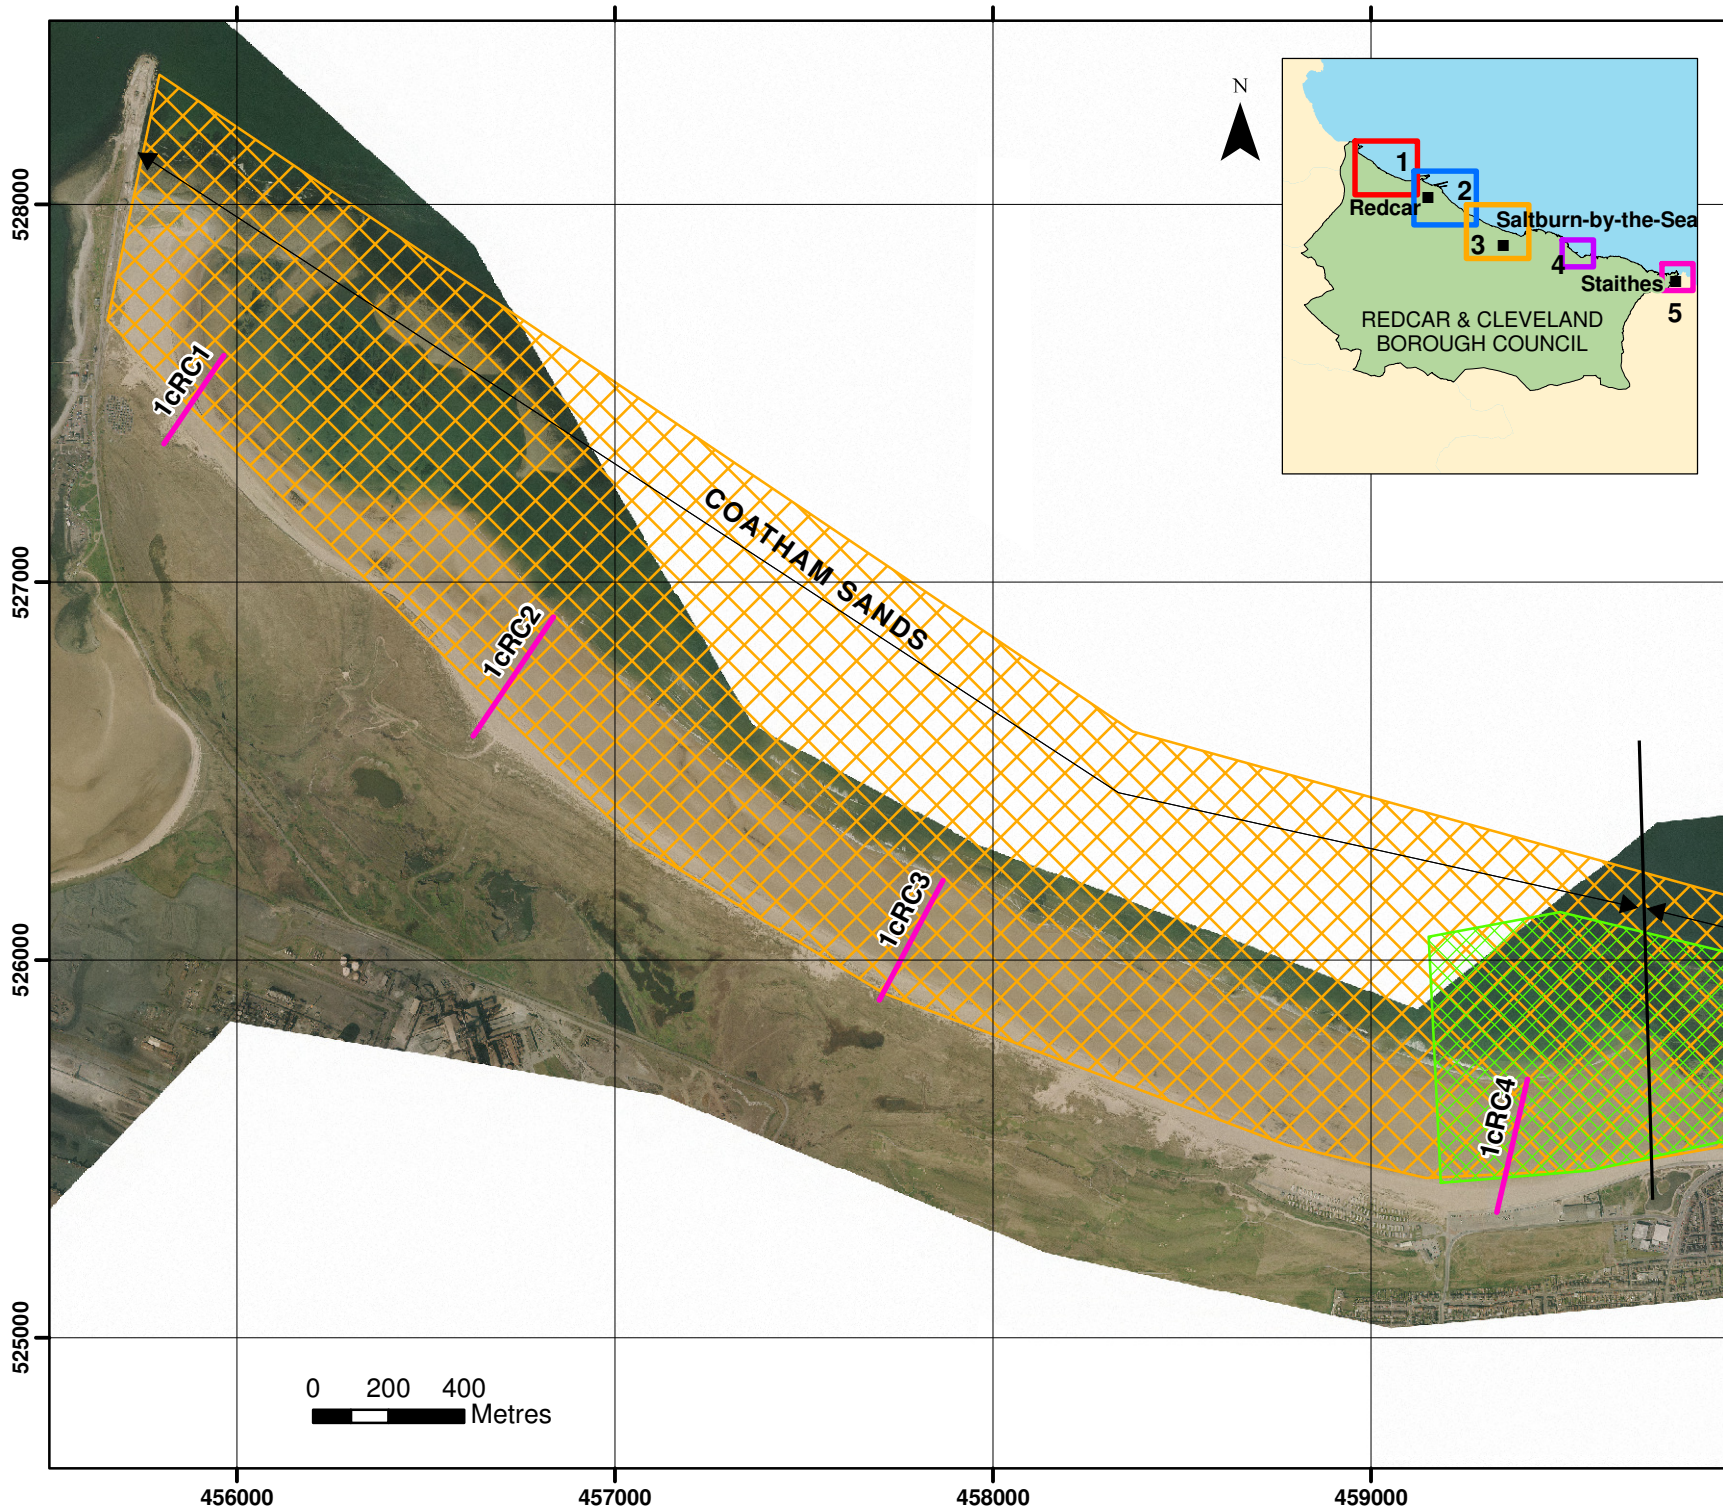 N
1
2
Redcar
Saltburn-by-the-Sea
3
4
Staithes
5
REDCAR & CLEVELAND
BOROUGH COUNCIL
528000
527000
526000
525000
1cRC1
1cRC2
1cRC3
1cRC4
COATHAM SANDS
0 200 400
Metres
456000 457000 458000 459000